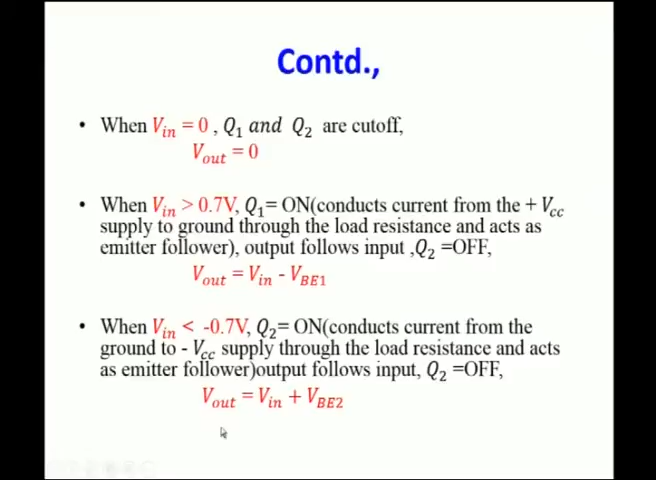 Contd.,
• When Vin = 0 , Q1 and Q2 are cutoff,
Vout = 0
• When Vin > 0.7V, Q1= ON(conducts current from the + Vcc
supply to ground through the load resistance and acts as
emitter follower), output follows input ,Q2 =OFF,
Vout = Vin - VBE1
• When Vin < -0.7V, Q2= ON(conducts current from the
ground to - Vcc supply through the load resistance and acts
as emitter follower)output follows input, Q2 =OFF,
Vout = Vin + VBE2